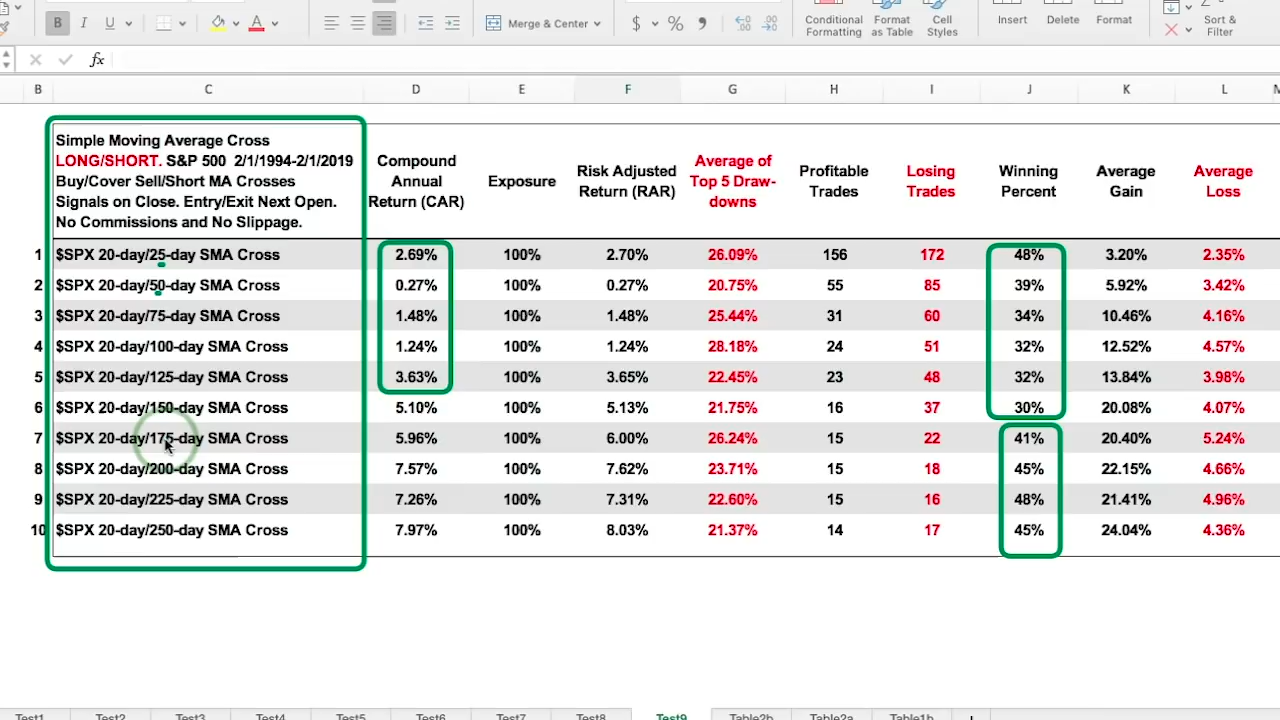 B I U Merge & Center $ % Conditional Formatting Format as Table Cell Styles Insert Delete Format Sort & Filter
fx
B C D E F G H I J K L
Simple Moving Average Cross
LONG/SHORT. S&P 500 2/1/1994-2/1/2019
Buy/Cover Sell/Short MA Crosses
Signals on Close. Entry/Exit Next Open.
No Commissions and No Slippage.
Compound Annual Return (CAR)
Exposure
Risk Adjusted Return (RAR)
Average of Top 5 Draw-downs
Profitable Trades
Losing Trades
Winning Percent
Average Gain
Average Loss
1 $SPX 20-day/25-day SMA Cross 2.69% 100% 2.70% 26.09% 156 172 48% 3.20% 2.35%
2 $SPX 20-day/50-day SMA Cross 0.27% 100% 0.27% 20.75% 55 85 39% 5.92% 3.42%
3 $SPX 20-day/75-day SMA Cross 1.48% 100% 1.48% 25.44% 31 60 34% 10.46% 4.16%
4 $SPX 20-day/100-day SMA Cross 1.24% 100% 1.24% 28.18% 24 51 32% 12.52% 4.57%
5 $SPX 20-day/125-day SMA Cross 3.63% 100% 3.65% 22.45% 23 48 32% 13.84% 3.98%
6 $SPX 20-day/150-day SMA Cross 5.10% 100% 5.13% 21.75% 16 37 30% 20.08% 4.07%
7 $SPX 20-day/175-day SMA Cross 5.96% 100% 6.00% 26.24% 15 22 41% 20.40% 5.24%
8 $SPX 20-day/200-day SMA Cross 7.57% 100% 7.62% 23.71% 15 18 45% 22.15% 4.66%
9 $SPX 20-day/225-day SMA Cross 7.26% 100% 7.31% 22.60% 15 16 48% 21.41% 4.96%
10 $SPX 20-day/250-day SMA Cross 7.97% 100% 8.03% 21.37% 14 17 45% 24.04% 4.36%
Test1 Test2 Test3 Test4 Test5 Test6 Test7 Test8 Test9 Table2b Table2a Table1b +